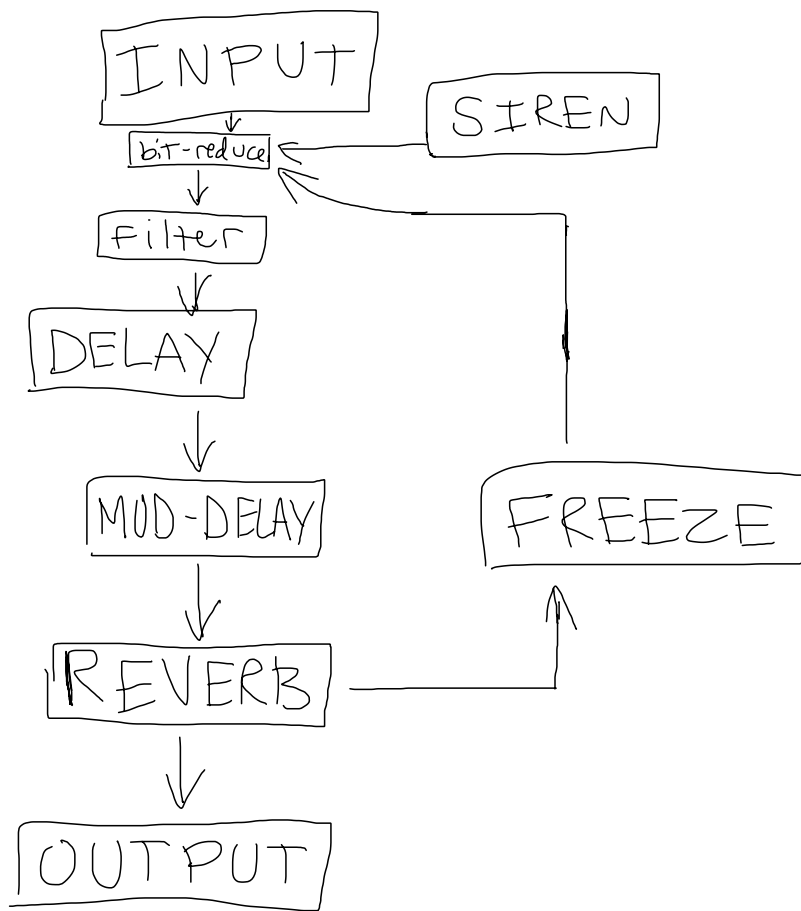 INPUT
SIREN
bit-reduce
Filter
DELAY
MOD-DELAY
FREEZE
REVERB
OUTPUT